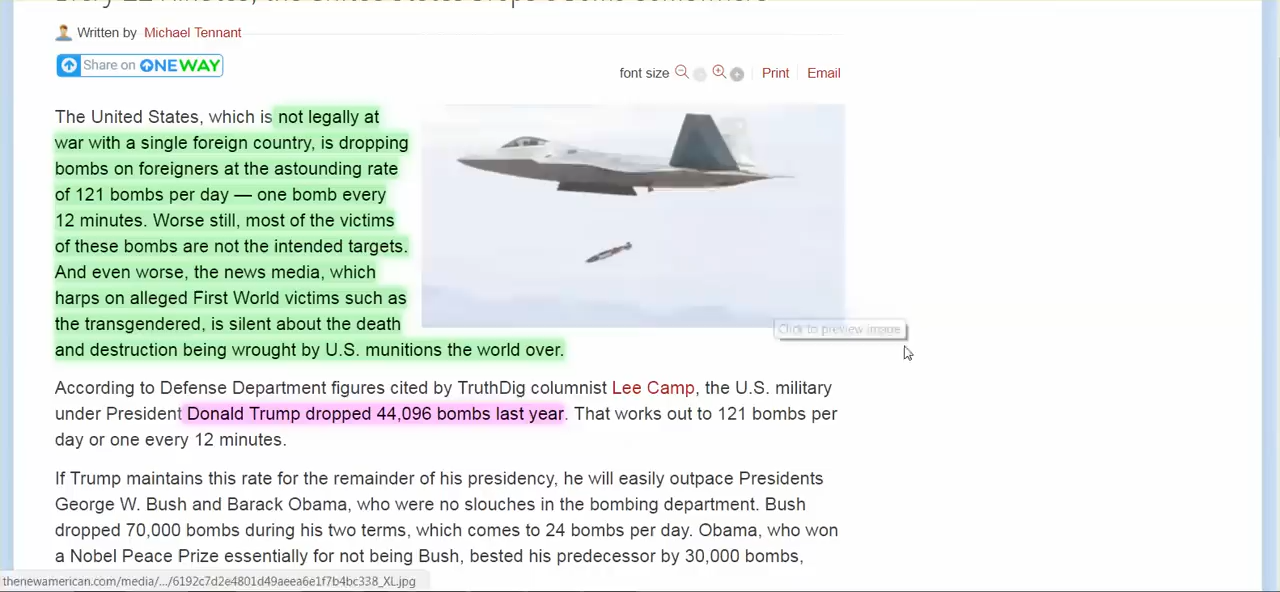 Written by Michael Tennant
Share on ONEWAY
font size Print Email
The United States, which is not legally at
war with a single foreign country, is dropping
bombs on foreigners at the astounding rate
of 121 bombs per day — one bomb every
12 minutes. Worse still, most of the victims
of these bombs are not the intended targets.
And even worse, the news media, which
harps on alleged First World victims such as
the transgendered, is silent about the death
and destruction being wrought by U.S. munitions the world over.
Click to preview image
According to Defense Department figures cited by TruthDig columnist Lee Camp, the U.S. military
under President Donald Trump dropped 44,096 bombs last year. That works out to 121 bombs per
day or one every 12 minutes.
If Trump maintains this rate for the remainder of his presidency, he will easily outpace Presidents
George W. Bush and Barack Obama, who were no slouches in the bombing department. Bush
dropped 70,000 bombs during his two terms, which comes to 24 bombs per day. Obama, who won
a Nobel Peace Prize essentially for not being Bush, bested his predecessor by 30,000 bombs,
thenewamerican.com/media/.../6192c7d2e4801d49aeea6e1f7b4bc338_XL.jpg